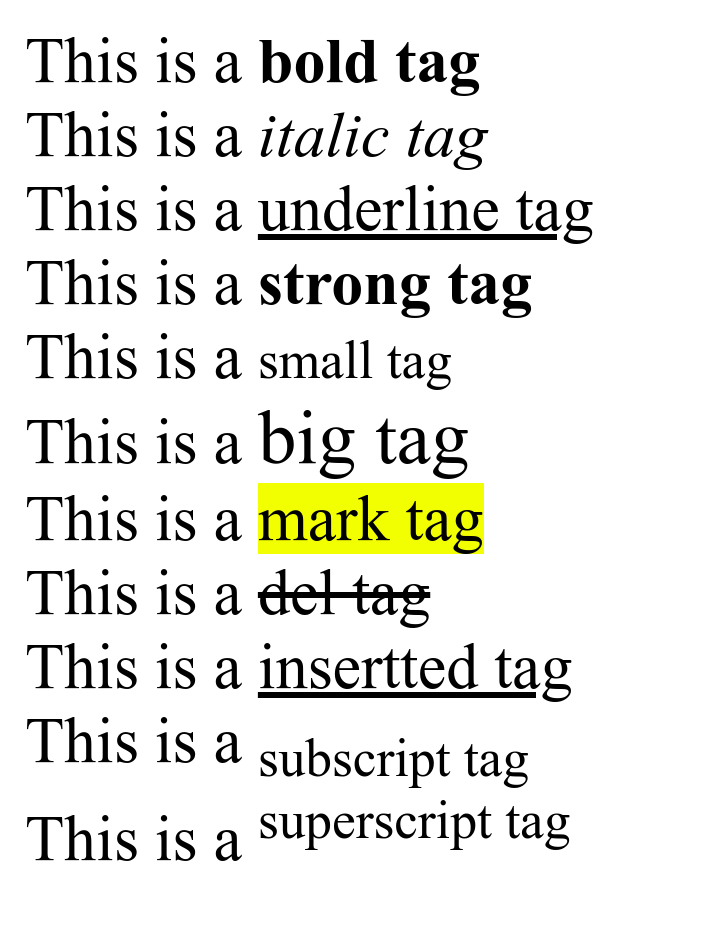 This is a bold tag
This is a italic tag
This is a underline tag
This is a strong tag
This is a small tag
This is a big tag
This is a mark tag
This is a del tag
This is a insertted tag
This is a subscript tag
This is a superscript tag